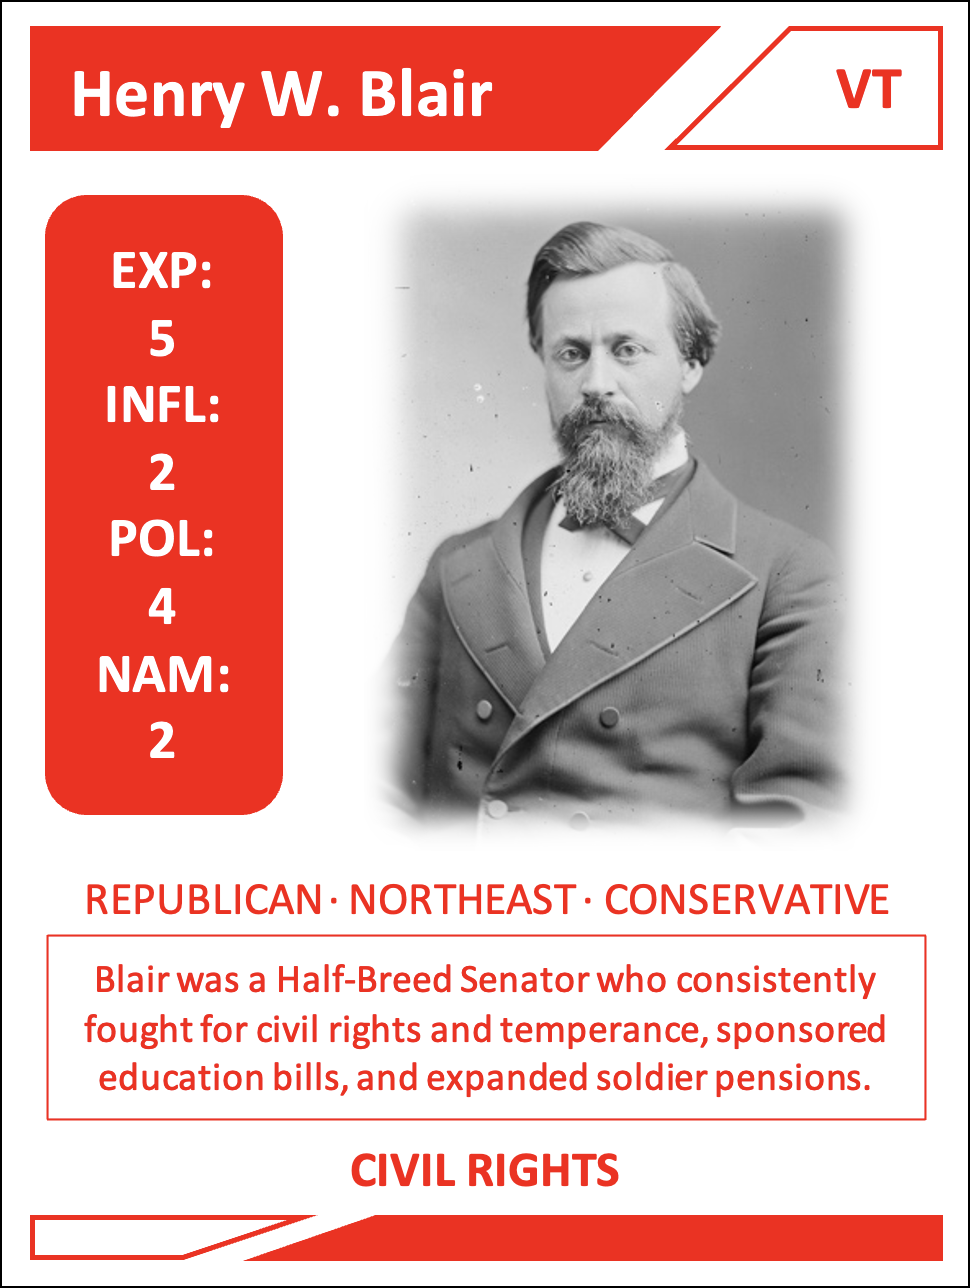 Henry W. Blair
VT
EXP:
5
INFL:
2
POL:
4
NAM:
2
REPUBLICAN · NORTHEAST · CONSERVATIVE
Blair was a Half-Breed Senator who consistently
fought for civil rights and temperance, sponsored
education bills, and expanded soldier pensions.
CIVIL RIGHTS